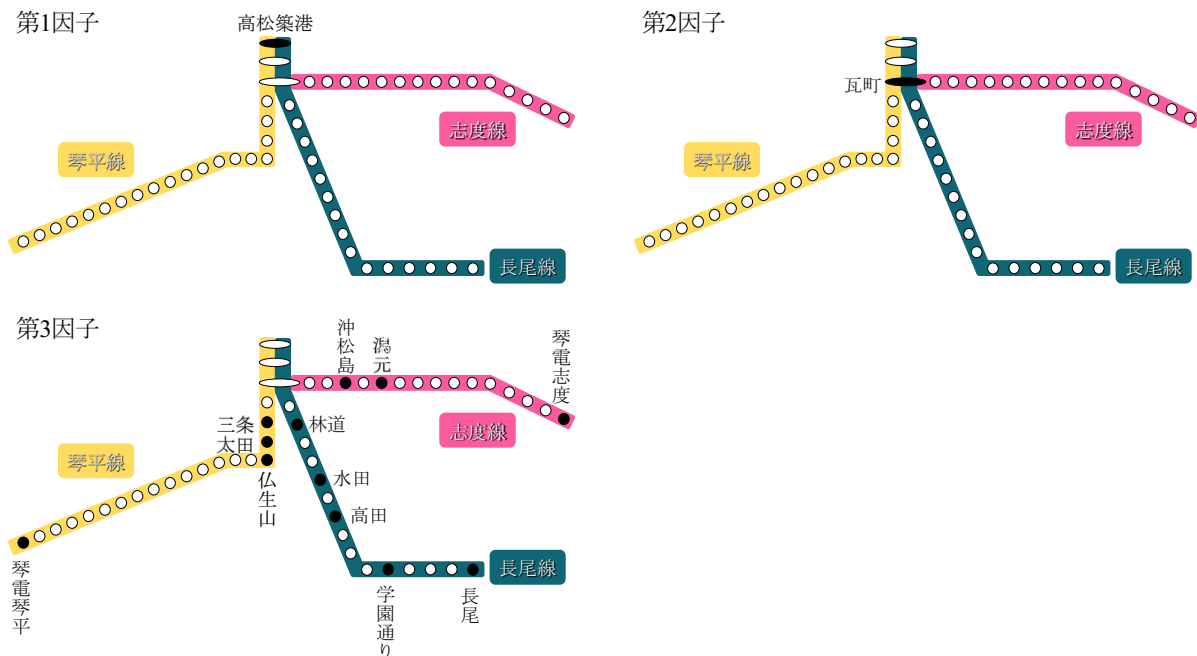 第1因子
高松築港
志度線
琴平線
長尾線
第2因子
瓦町
志度線
琴平線
長尾線
第3因子
沖松島
潟元
琴電志度
三条
太田
林道
志度線
琴平線
仏生山
水田
高田
長尾線
琴電琴平
学園通り
長尾